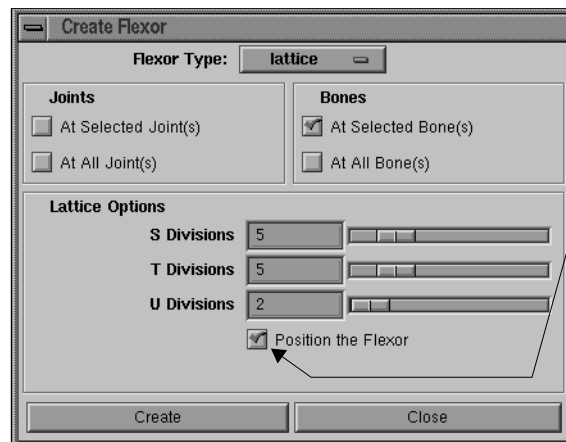 Create Flexor
Flexor Type: lattice
Joints
At Selected Joint(s)
At All Joint(s)
Bones
At Selected Bone(s)
At All Bone(s)
Lattice Options
S Divisions 5
T Divisions 5
U Divisions 2
Position the Flexor
Create Close